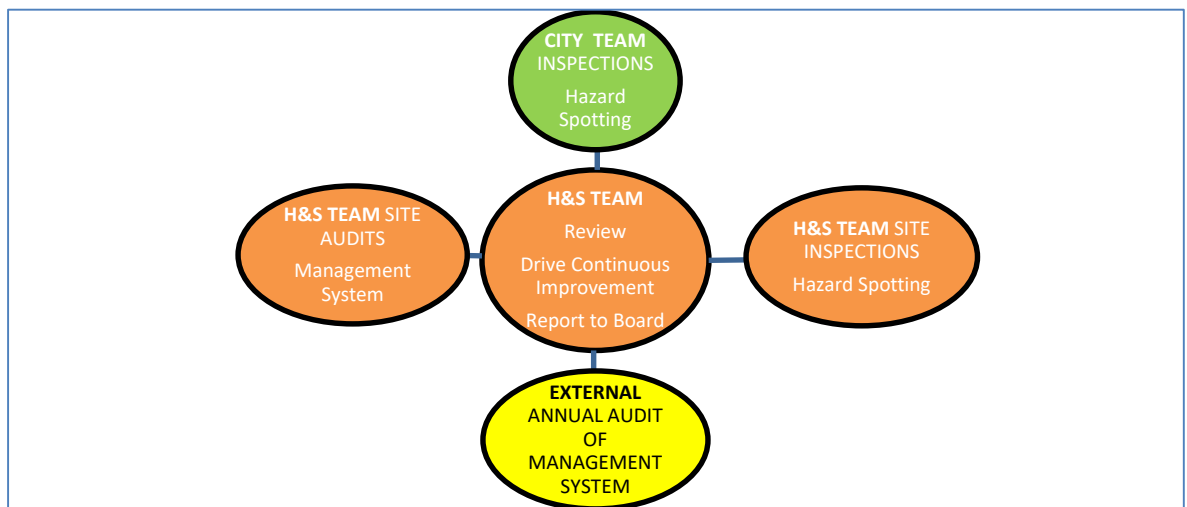 CITY TEAM
INSPECTIONS
Hazard
Spotting
H&S TEAM SITE
AUDITS
Management
System
H&S TEAM
Review
Drive Continuous
Improvement
Report to Board
H&S TEAM SITE
INSPECTIONS
Hazard Spotting
EXTERNAL
ANNUAL AUDIT
OF
MANAGEMENT
SYSTEM